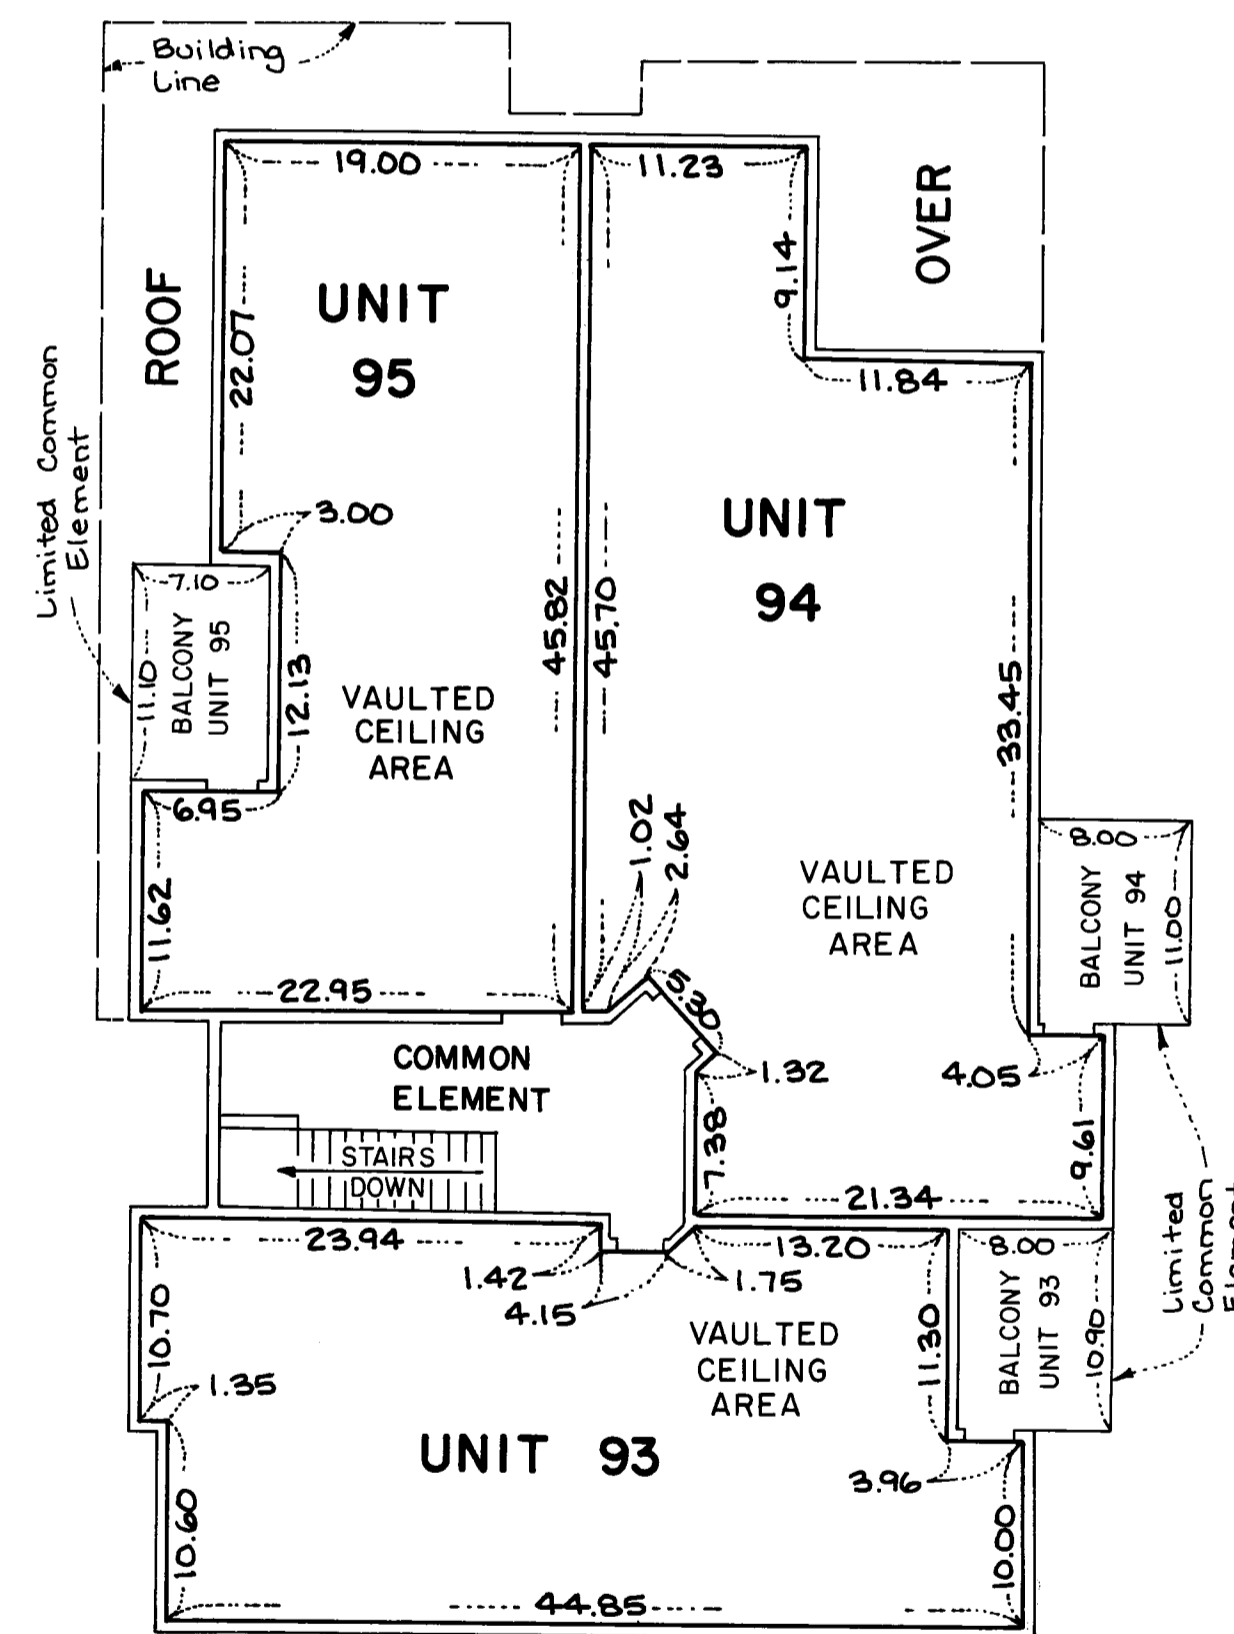 Building
Line
19.00
11.23
9.14
OVER
ROOF
UNIT
95
22.07
11.84
Limited Common
Element
3.00
UNIT
94
7.10
11.10
BALCONY
UNIT 95
12.13
45.82
45.70
33.45
VAULTED
CEILING
AREA
6.95
11.62
1.02
2.64
8.00
BALCONY
UNIT 94
11.00
VAULTED
CEILING
AREA
22.95
5.30
COMMON
ELEMENT
1.32
4.05
7.38
9.61
STAIRS
DOWN
21.34
Limited
Common
23.94
13.20
8.00
1.42
1.75
4.15
10.70
BALCONY
UNIT 93
10.90
11.30
VAULTED
CEILING
AREA
1.35
UNIT 93
3.96
10.60
10.00
44.85